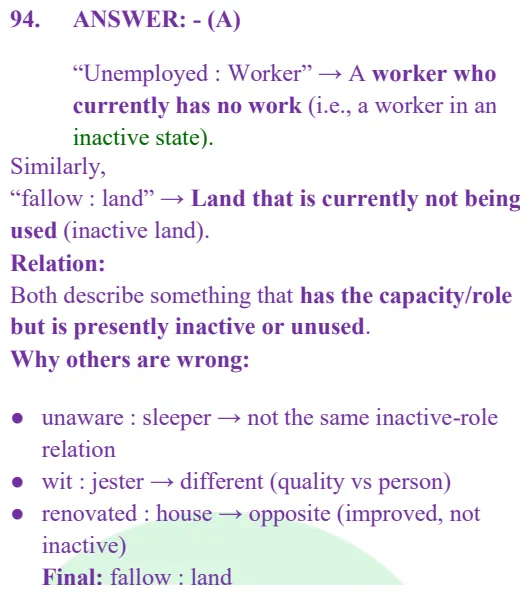 94. ANSWER: - (A)
“Unemployed : Worker” → A worker who
currently has no work (i.e., a worker in an
inactive state).
Similarly,
“fallow : land” → Land that is currently not being
used (inactive land).
Relation:
Both describe something that has the capacity/role
but is presently inactive or unused.
Why others are wrong:
● unaware : sleeper → not the same inactive-role
relation
● wit : jester → different (quality vs person)
● renovated : house → opposite (improved, not
inactive)
Final: fallow : land